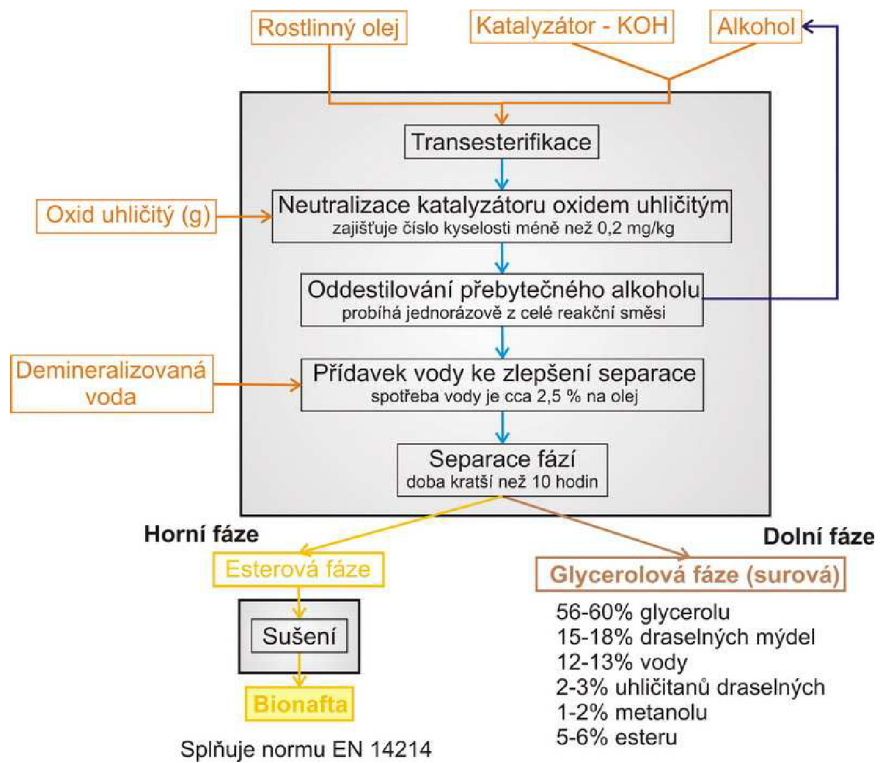 Rostlinný olej
Katalyzátor - KOH
Alkohol
Transesterifikace
Oxid uhličitý (g)
Neutralizace katalyzátoru oxidem uhličitým
zajišťuje číslo kyselosti méně než 0,2 mg/kg
Oddestilování přebytečného alkoholu
probíhá jednorázově z celé reakční směsi
Demineralizovaná
voda
Přídavek vody ke zlepšení separace
spotřeba vody je cca 2,5 % na olej
Separace fází
doba kratší než 10 hodin
Horní fáze
Dolní fáze
Esterová fáze
Glycerolová fáze (surová)
Sušení
Bionafta
Splňuje normu EN 14214
56-60% glycerolu
15-18% draselných mýdel
12-13% vody
2-3% uhličitanů draselných
1-2% metanolu
5-6% esteru